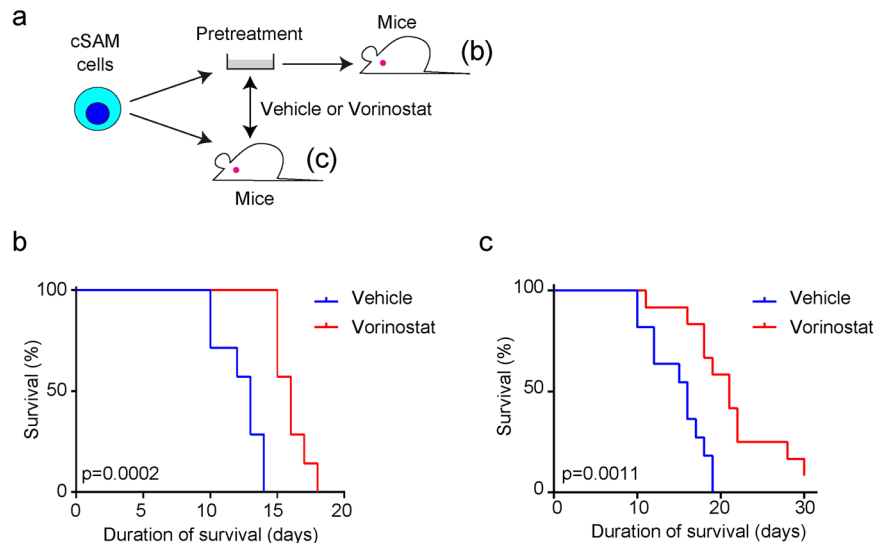 a
cSAM
cells
Pretreatment
Mice
(b)
Vehicle or Vorinostat
(c)
Mice
b
100
50
0
Survival (%)
Vehicle
Vorinostat
p=0.0002
0 5 10 15 20
Duration of survival (days)
c
100
50
0
Survival (%)
Vehicle
Vorinostat
p=0.0011
0 10 20 30
Duration of survival (days)